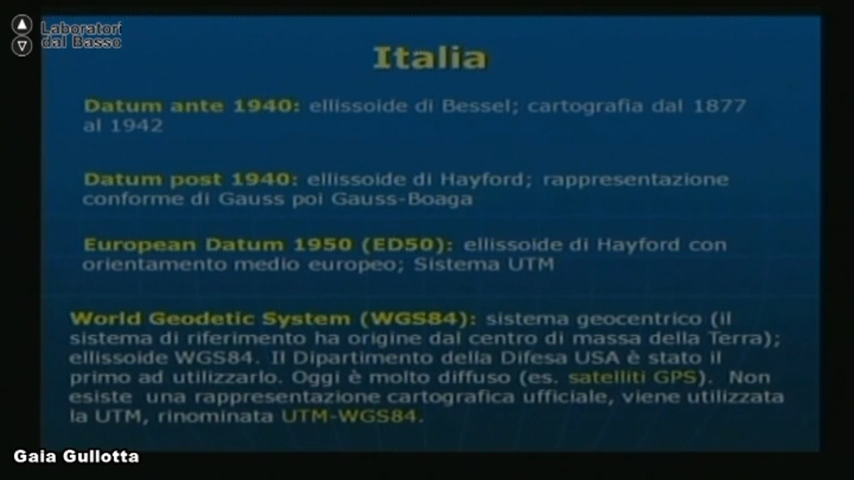 Laboratori
dal Basso
Italia
Datum ante 1940: ellissoide di Bessel; cartografia dal 1877
al 1942
Datum post 1940: ellissoide di Hayford; rappresentazione
conforme di Gauss poi Gauss-Boaga
European Datum 1950 (ED50): ellissoide di Hayford con
orientamento medio europeo; Sistema UTM
World Geodetic System (WGS84): sistema geocentrico (il
sistema di riferimento ha origine dal centro di massa della Terra);
ellissoide WGS84. Il Dipartimento della Difesa USA è stato il
primo ad utilizzarlo. Oggi è molto diffuso (es. satelliti GPS). Non
esiste una rappresentazione cartografica ufficiale, viene utilizzata
la UTM, rinominata UTM-WGS84.
Gaia Gullotta